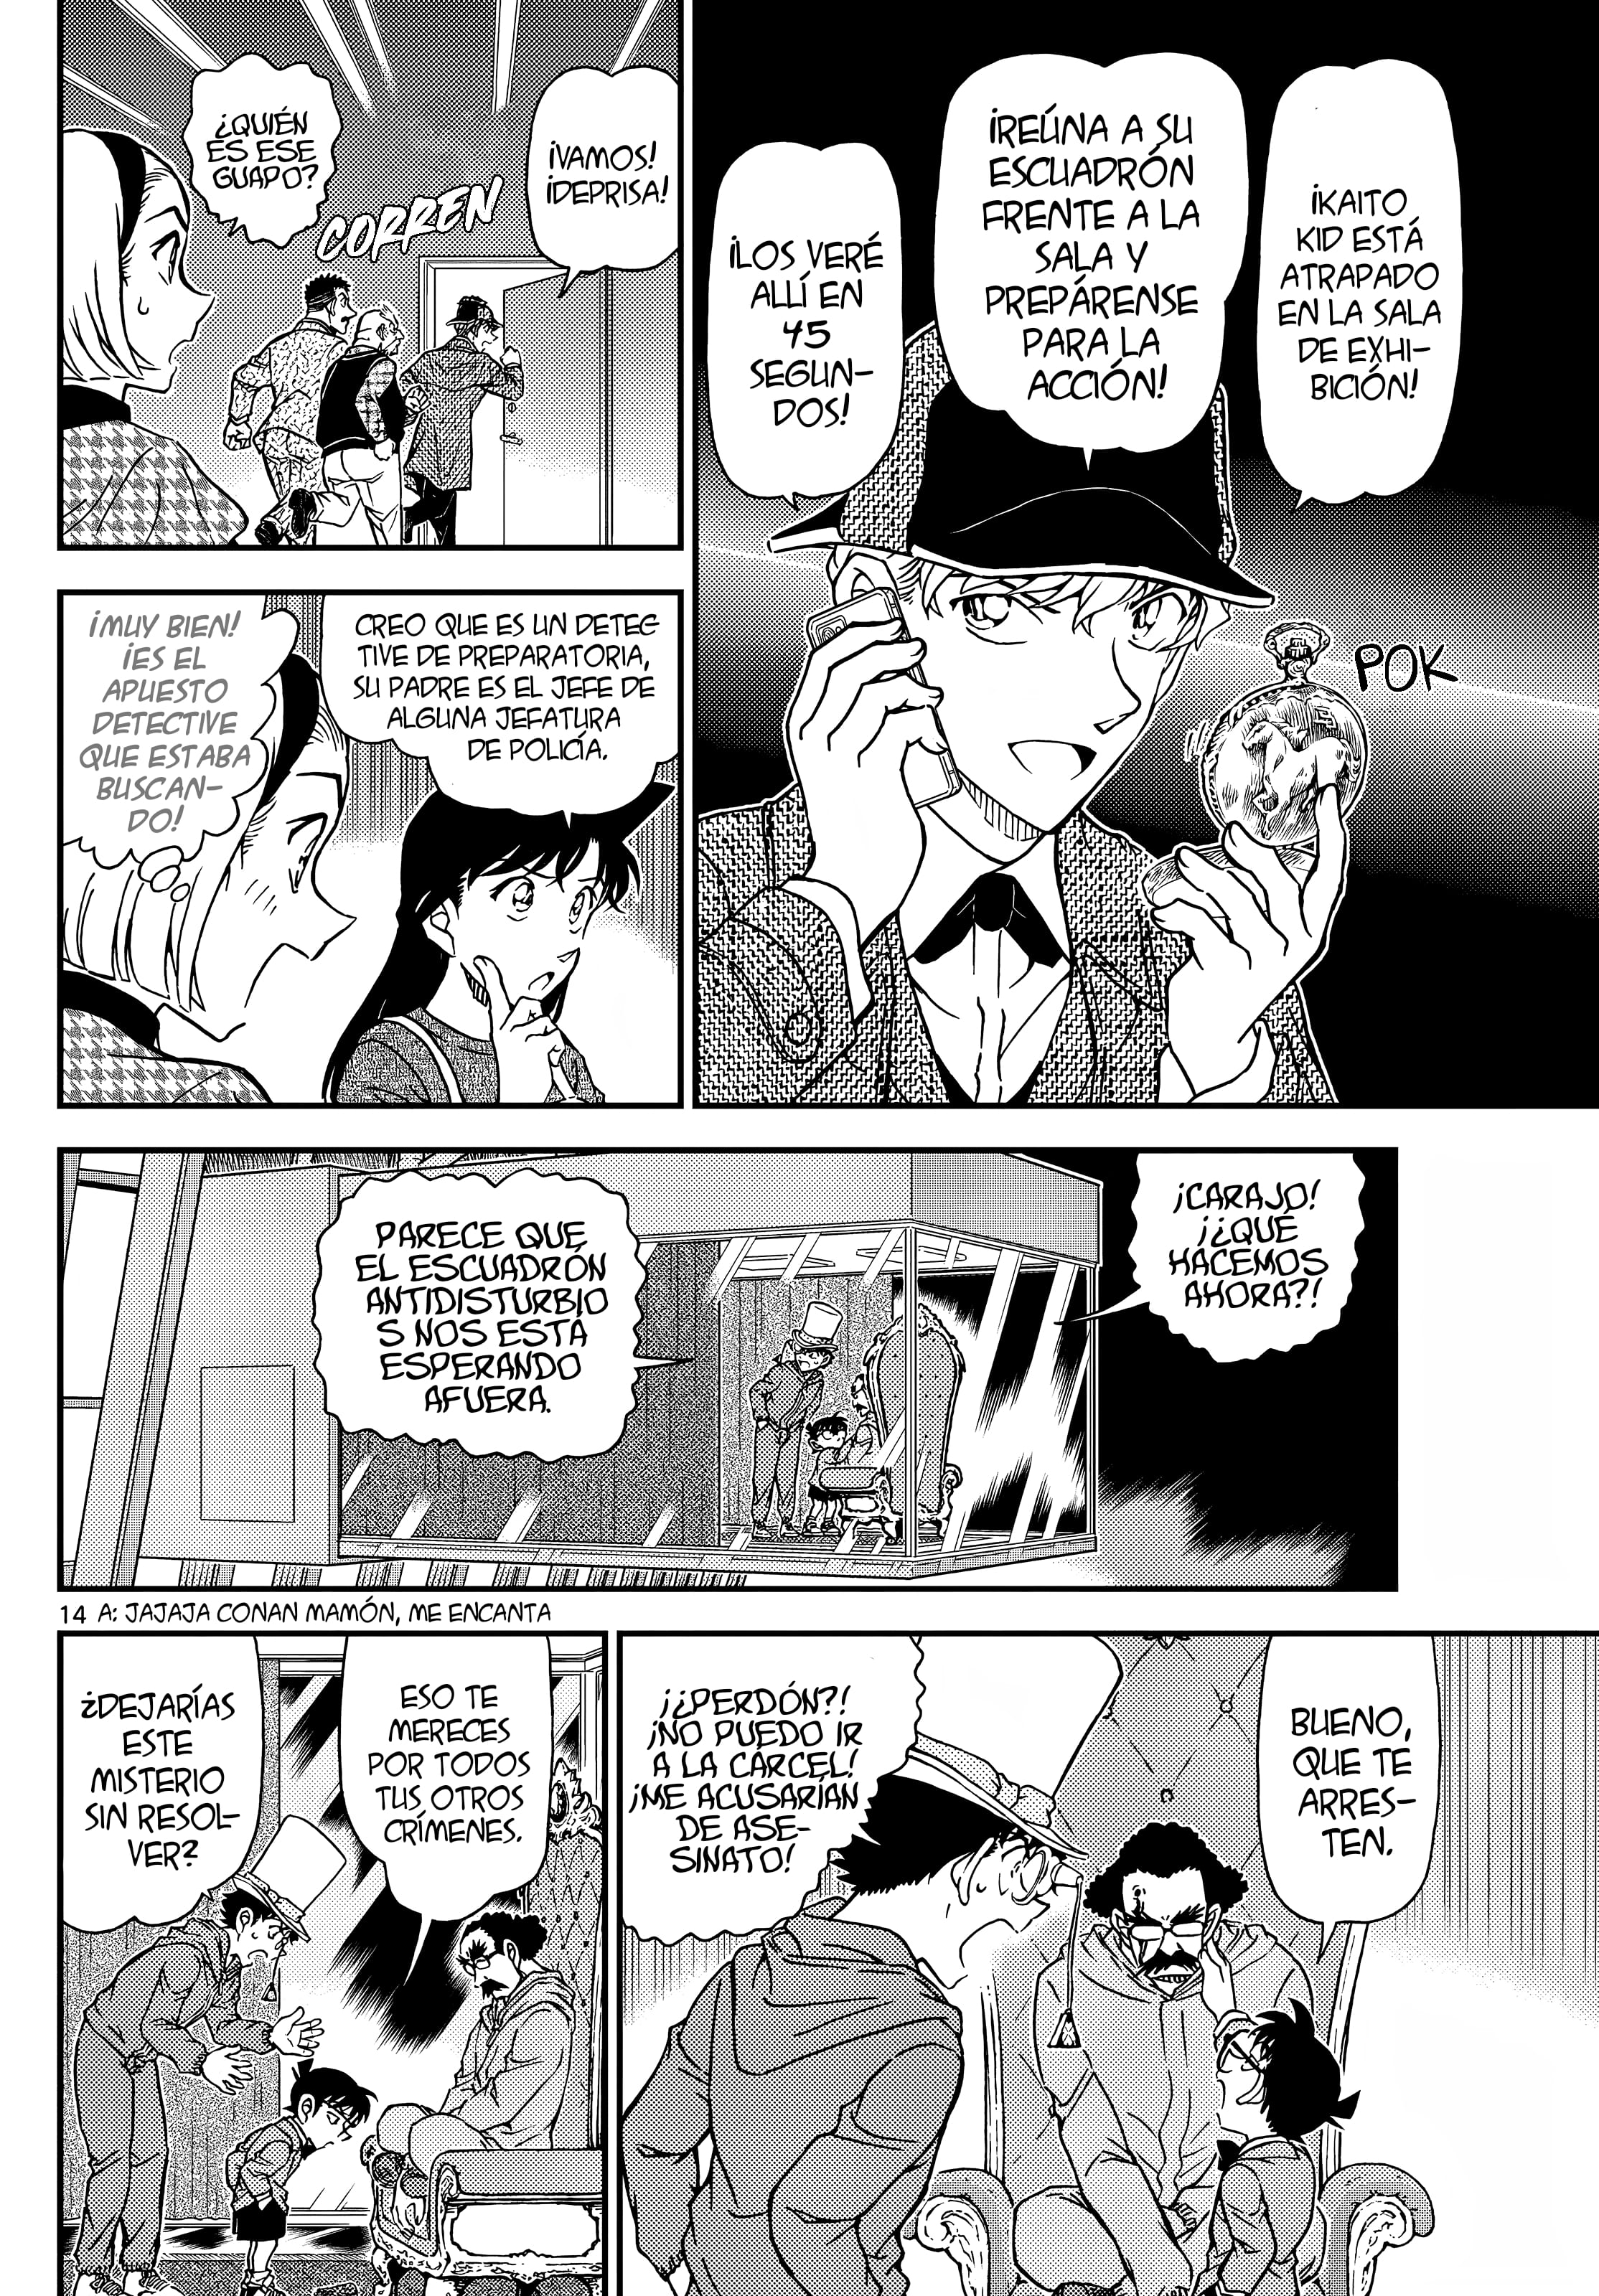 ¡KAITO
KID ESTÁ
ATRAPADO
EN LA SALA
DE EXHI-
BICIÓN!
¡REÚNA A SU
ESCUADRÓN
FRENTE A LA
SALA Y
PREPÁRENSE
PARA LA
ACCIÓN!
¡LOS VERÉ
ALLÍ EN
45
SEGUN-
DOS!
POK
¡VAMOS!
¡DEPRISA!
CORREN
¿QUIÉN
ES ESE
GUAPO?
CREO QUE ES UN DETEC
TIVE DE PREPARATORIA,
SU PADRE ES EL JEFE DE
ALGUNA JEFATURA
DE POLICÍA.
¡MUY BIEN!
¡ES EL
APUESTO
DETECTIVE
QUE ESTABA
BUSCAN-
DO!
¡CARAJO!
¡¿QUÉ
HACEMOS
AHORA?!
PARECE QUE
EL ESCUADRÓN
ANTIDISTURBIO
S NOS ESTÁ
ESPERANDO
AFUERA.
14 A: JAJAJA CONAN MAMÓN, ME ENCANTA
BUENO,
QUE TE
ARRES-
TEN.
¡¿PERDÓN?!
¡NO PUEDO IR
A LA CÁRCEL!
¡ME ACUSARÍAN
DE ASE-
SINATO!
ESO TE
MERECES
POR TODOS
TUS OTROS
CRÍMENES.
¿DEJARÍAS
ESTE
MISTERIO
SIN RESOL-
VER?